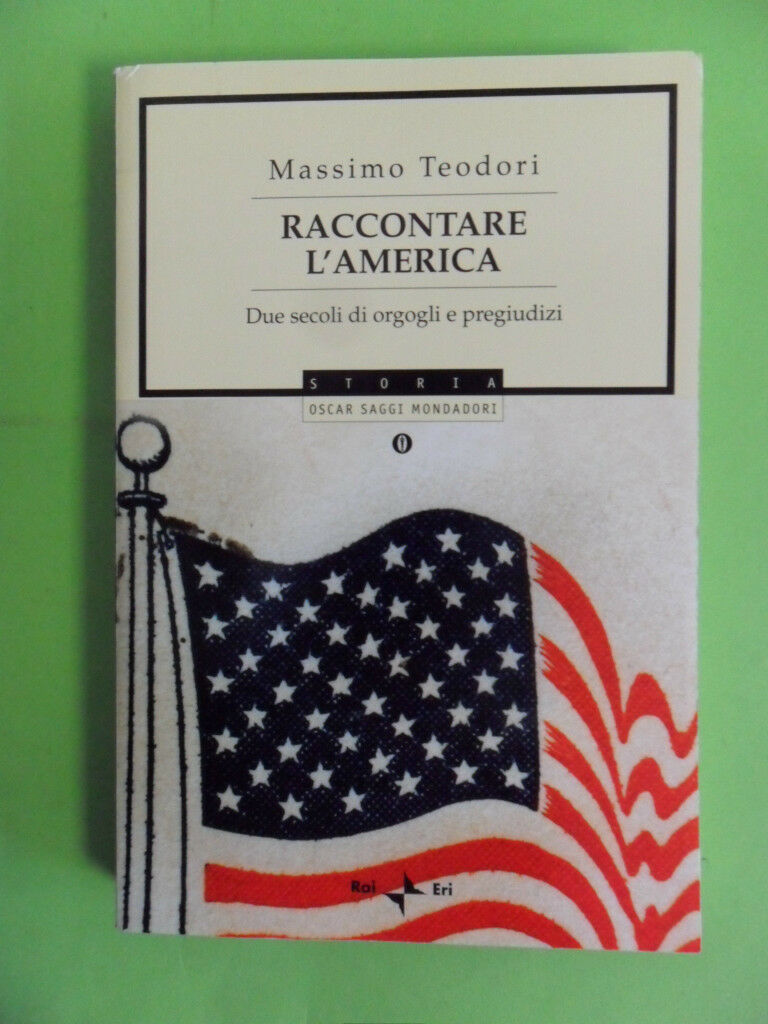 Massimo Teodori
RACCONTARE
L'AMERICA
Due secoli di orgogli e pregiudizi
STORIA
OSCAR SAGGI MONDADORI
Rai Eri